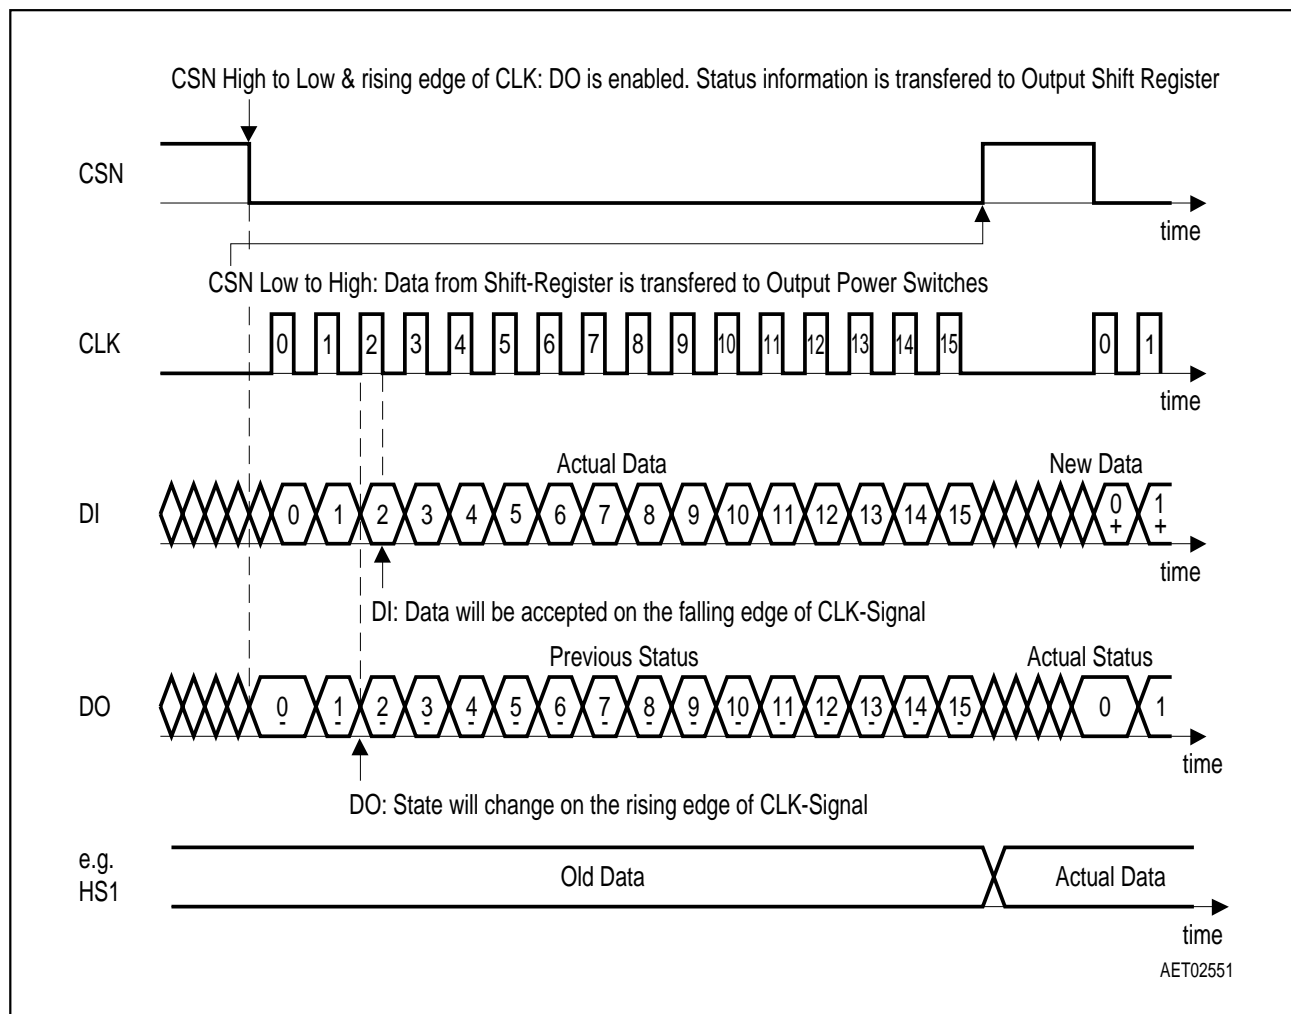 CSN High to Low & rising edge of CLK: DO is enabled. Status information is transfered to Output Shift Register
CSN
time
CSN Low to High: Data from Shift-Register is transfered to Output Power Switches
CLK
0 1 2 3 4 5 6 7 8 9 10 11 12 13 14 15 0 1
time
Actual Data New Data
DI
0 1 2 3 4 5 6 7 8 9 10 11 12 13 14 15 0+ 1+
time
DI: Data will be accepted on the falling edge of CLK-Signal
Previous Status Actual Status
DO
0- 1- 2- 3- 4- 5- 6- 7- 8- 9- 10- 11- 12- 13- 14- 15- 0 1
time
DO: State will change on the rising edge of CLK-Signal
e.g.
HS1
Old Data Actual Data
time
AET02551